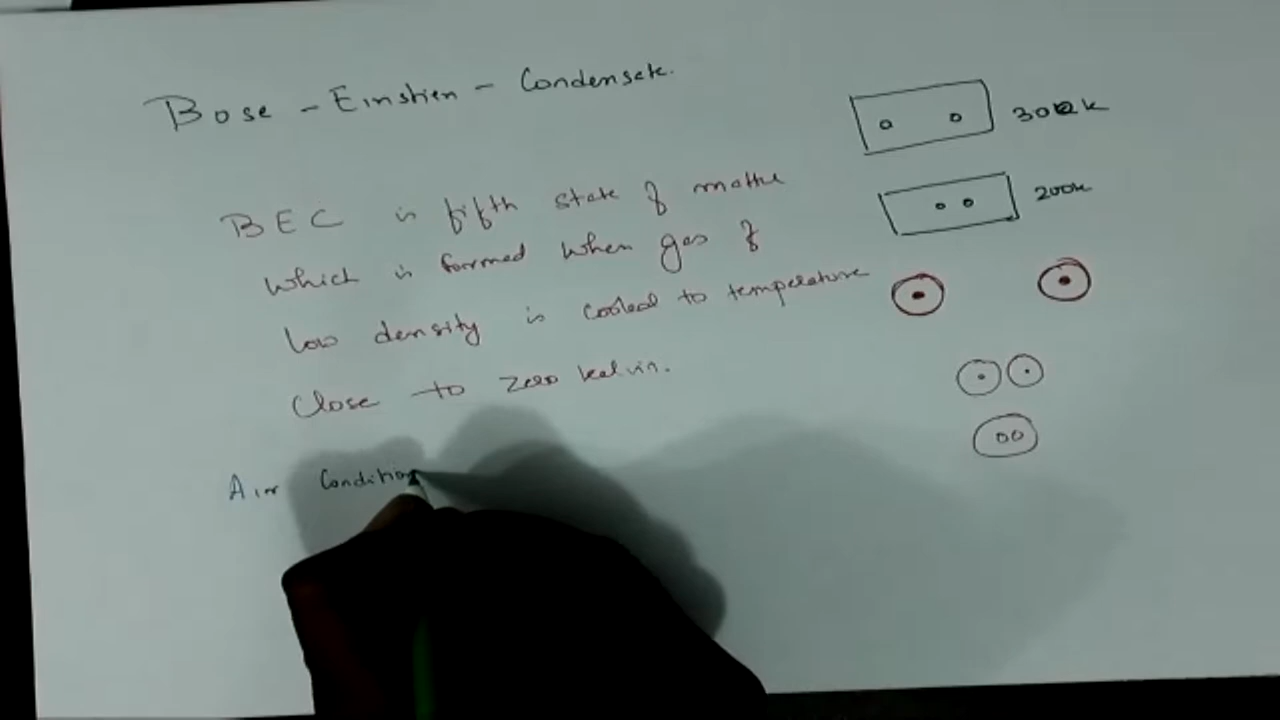 Bose - Einstien - Condensate.
300k
BEC is fifth state of matter
200k
which is formed when gas of
low density is cooled to temperature
close to zero kelvin.
Air Condition